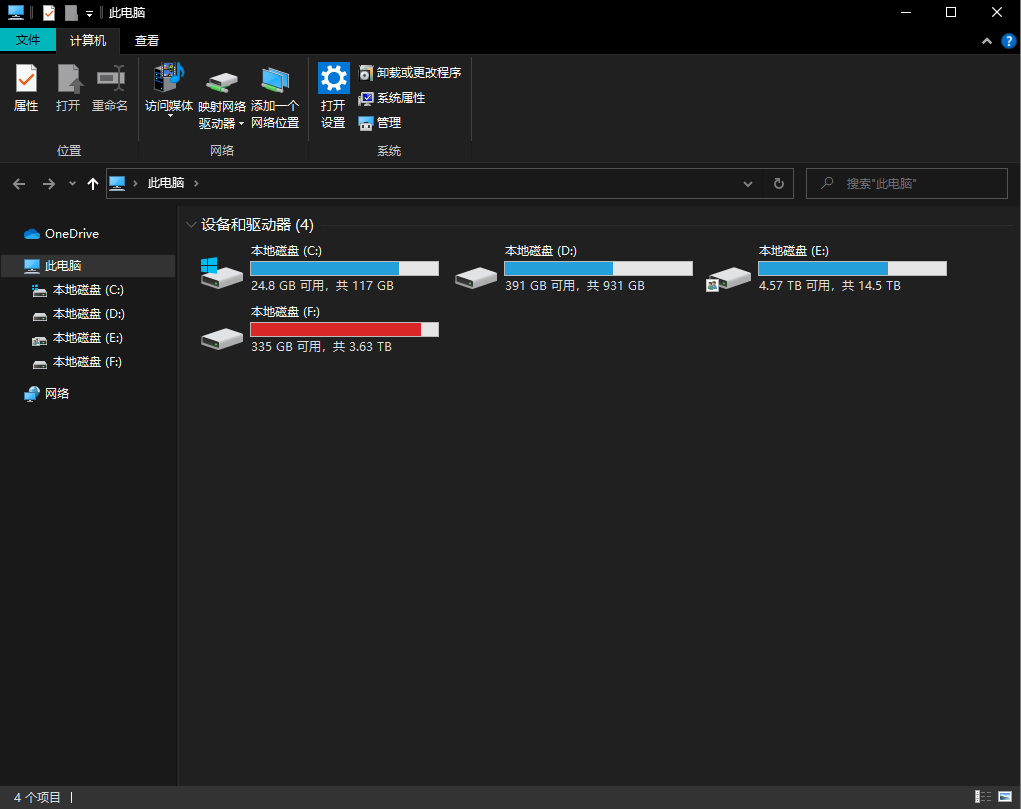 此电脑
文件 计算机 查看
属性 打开 重命名 访问媒体 映射网络驱动器 添加一个网络位置 打开设置 卸载或更改程序
系统属性
管理
位置 网络 系统
此电脑 搜索"此电脑"
OneDrive
此电脑
本地磁盘 (C:)
本地磁盘 (D:)
本地磁盘 (E:)
本地磁盘 (F:)
网络
设备和驱动器 (4)
本地磁盘 (C:)
24.8 GB 可用，共 117 GB
本地磁盘 (D:)
391 GB 可用，共 931 GB
本地磁盘 (E:)
4.57 TB 可用，共 14.5 TB
本地磁盘 (F:)
335 GB 可用，共 3.63 TB
4 个项目